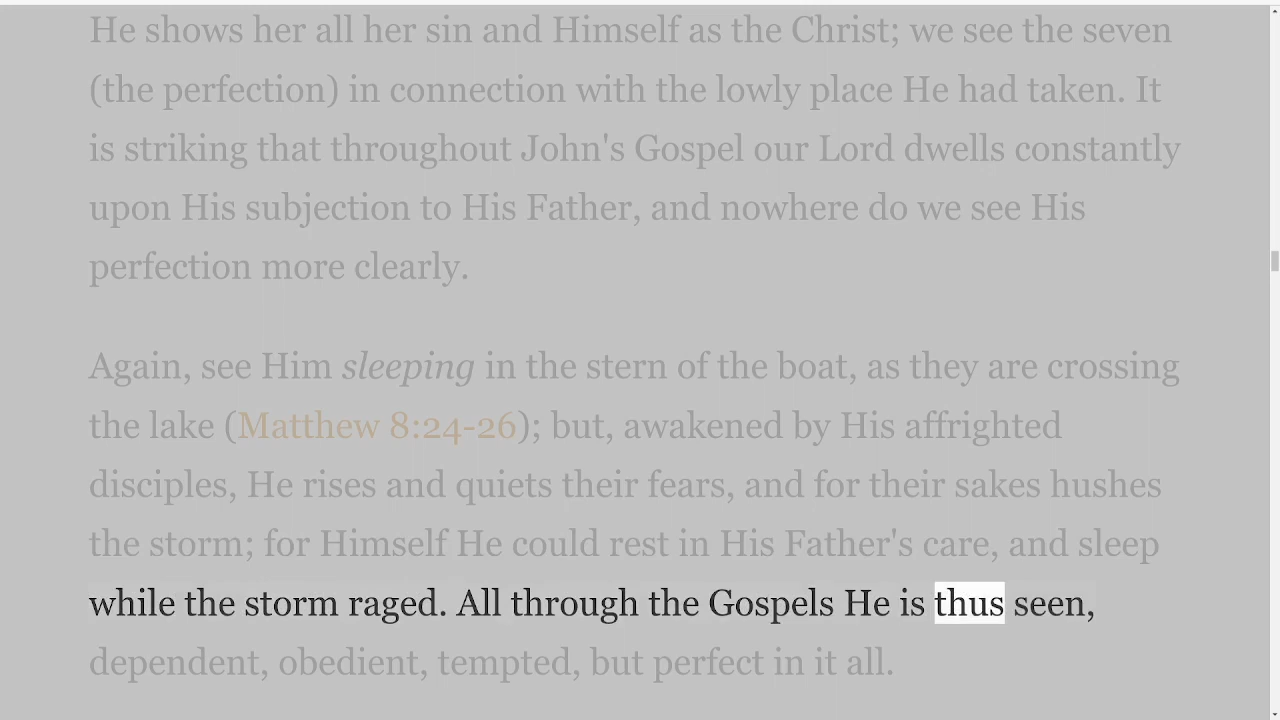 He shows her all her sin and Himself as the Christ; we see the seven
(the perfection) in connection with the lowly place He had taken. It
is striking that throughout John's Gospel our Lord dwells constantly
upon His subjection to His Father, and nowhere do we see His
perfection more clearly.
Again, see Him sleeping in the stern of the boat, as they are crossing
the lake (Matthew 8:24-26); but, awakened by His affrighted
disciples, He rises and quiets their fears, and for their sakes hushes
the storm; for Himself He could rest in His Father's care, and sleep
while the storm raged. All through the Gospels He is thus seen,
dependent, obedient, tempted, but perfect in it all.